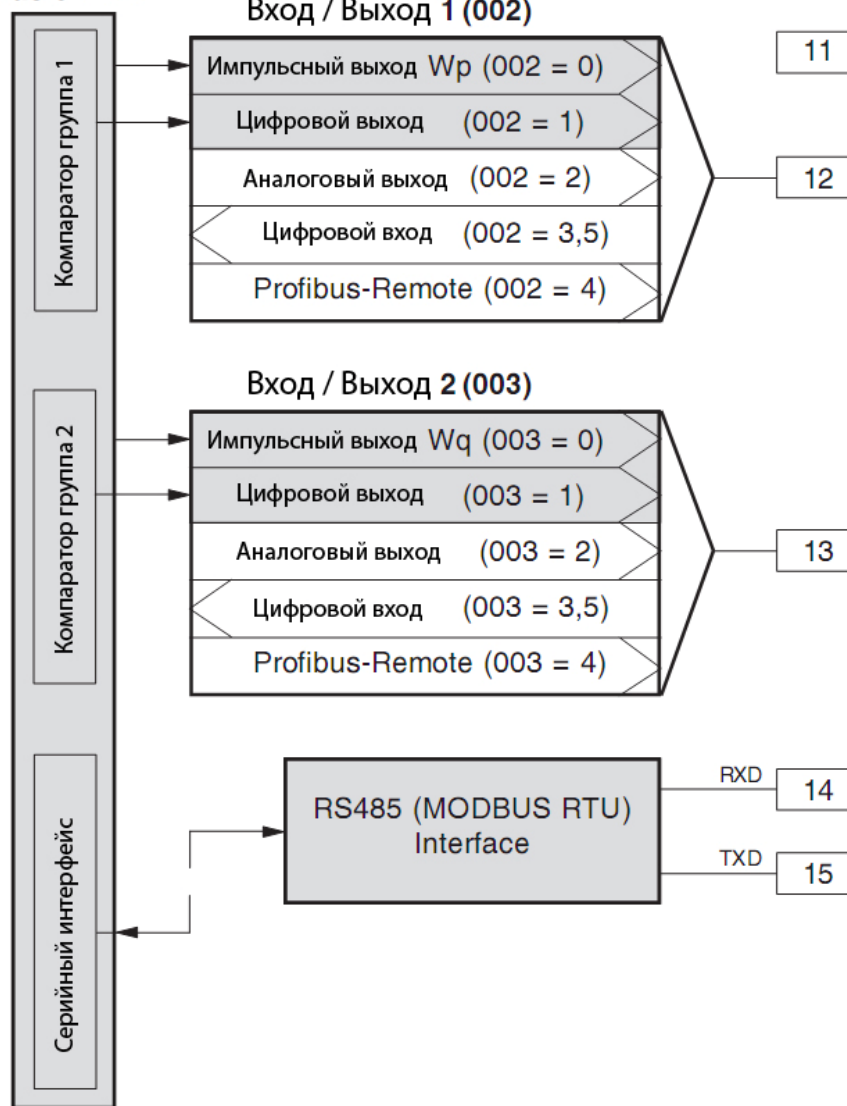 Вход / Выход 1 (002)
Компаратор группа 1
Импульсный выход Wp (002 = 0)
Цифровой выход (002 = 1)
Аналоговый выход (002 = 2)
Цифровой вход (002 = 3,5)
Profibus-Remote (002 = 4)
11
12
Вход / Выход 2 (003)
Компаратор группа 2
Импульсный выход Wq (003 = 0)
Цифровой выход (003 = 1)
Аналоговый выход (003 = 2)
Цифровой вход (003 = 3,5)
Profibus-Remote (003 = 4)
13
Серийный интерфейс
RS485 (MODBUS RTU)
Interface
RXD 14
TXD 15